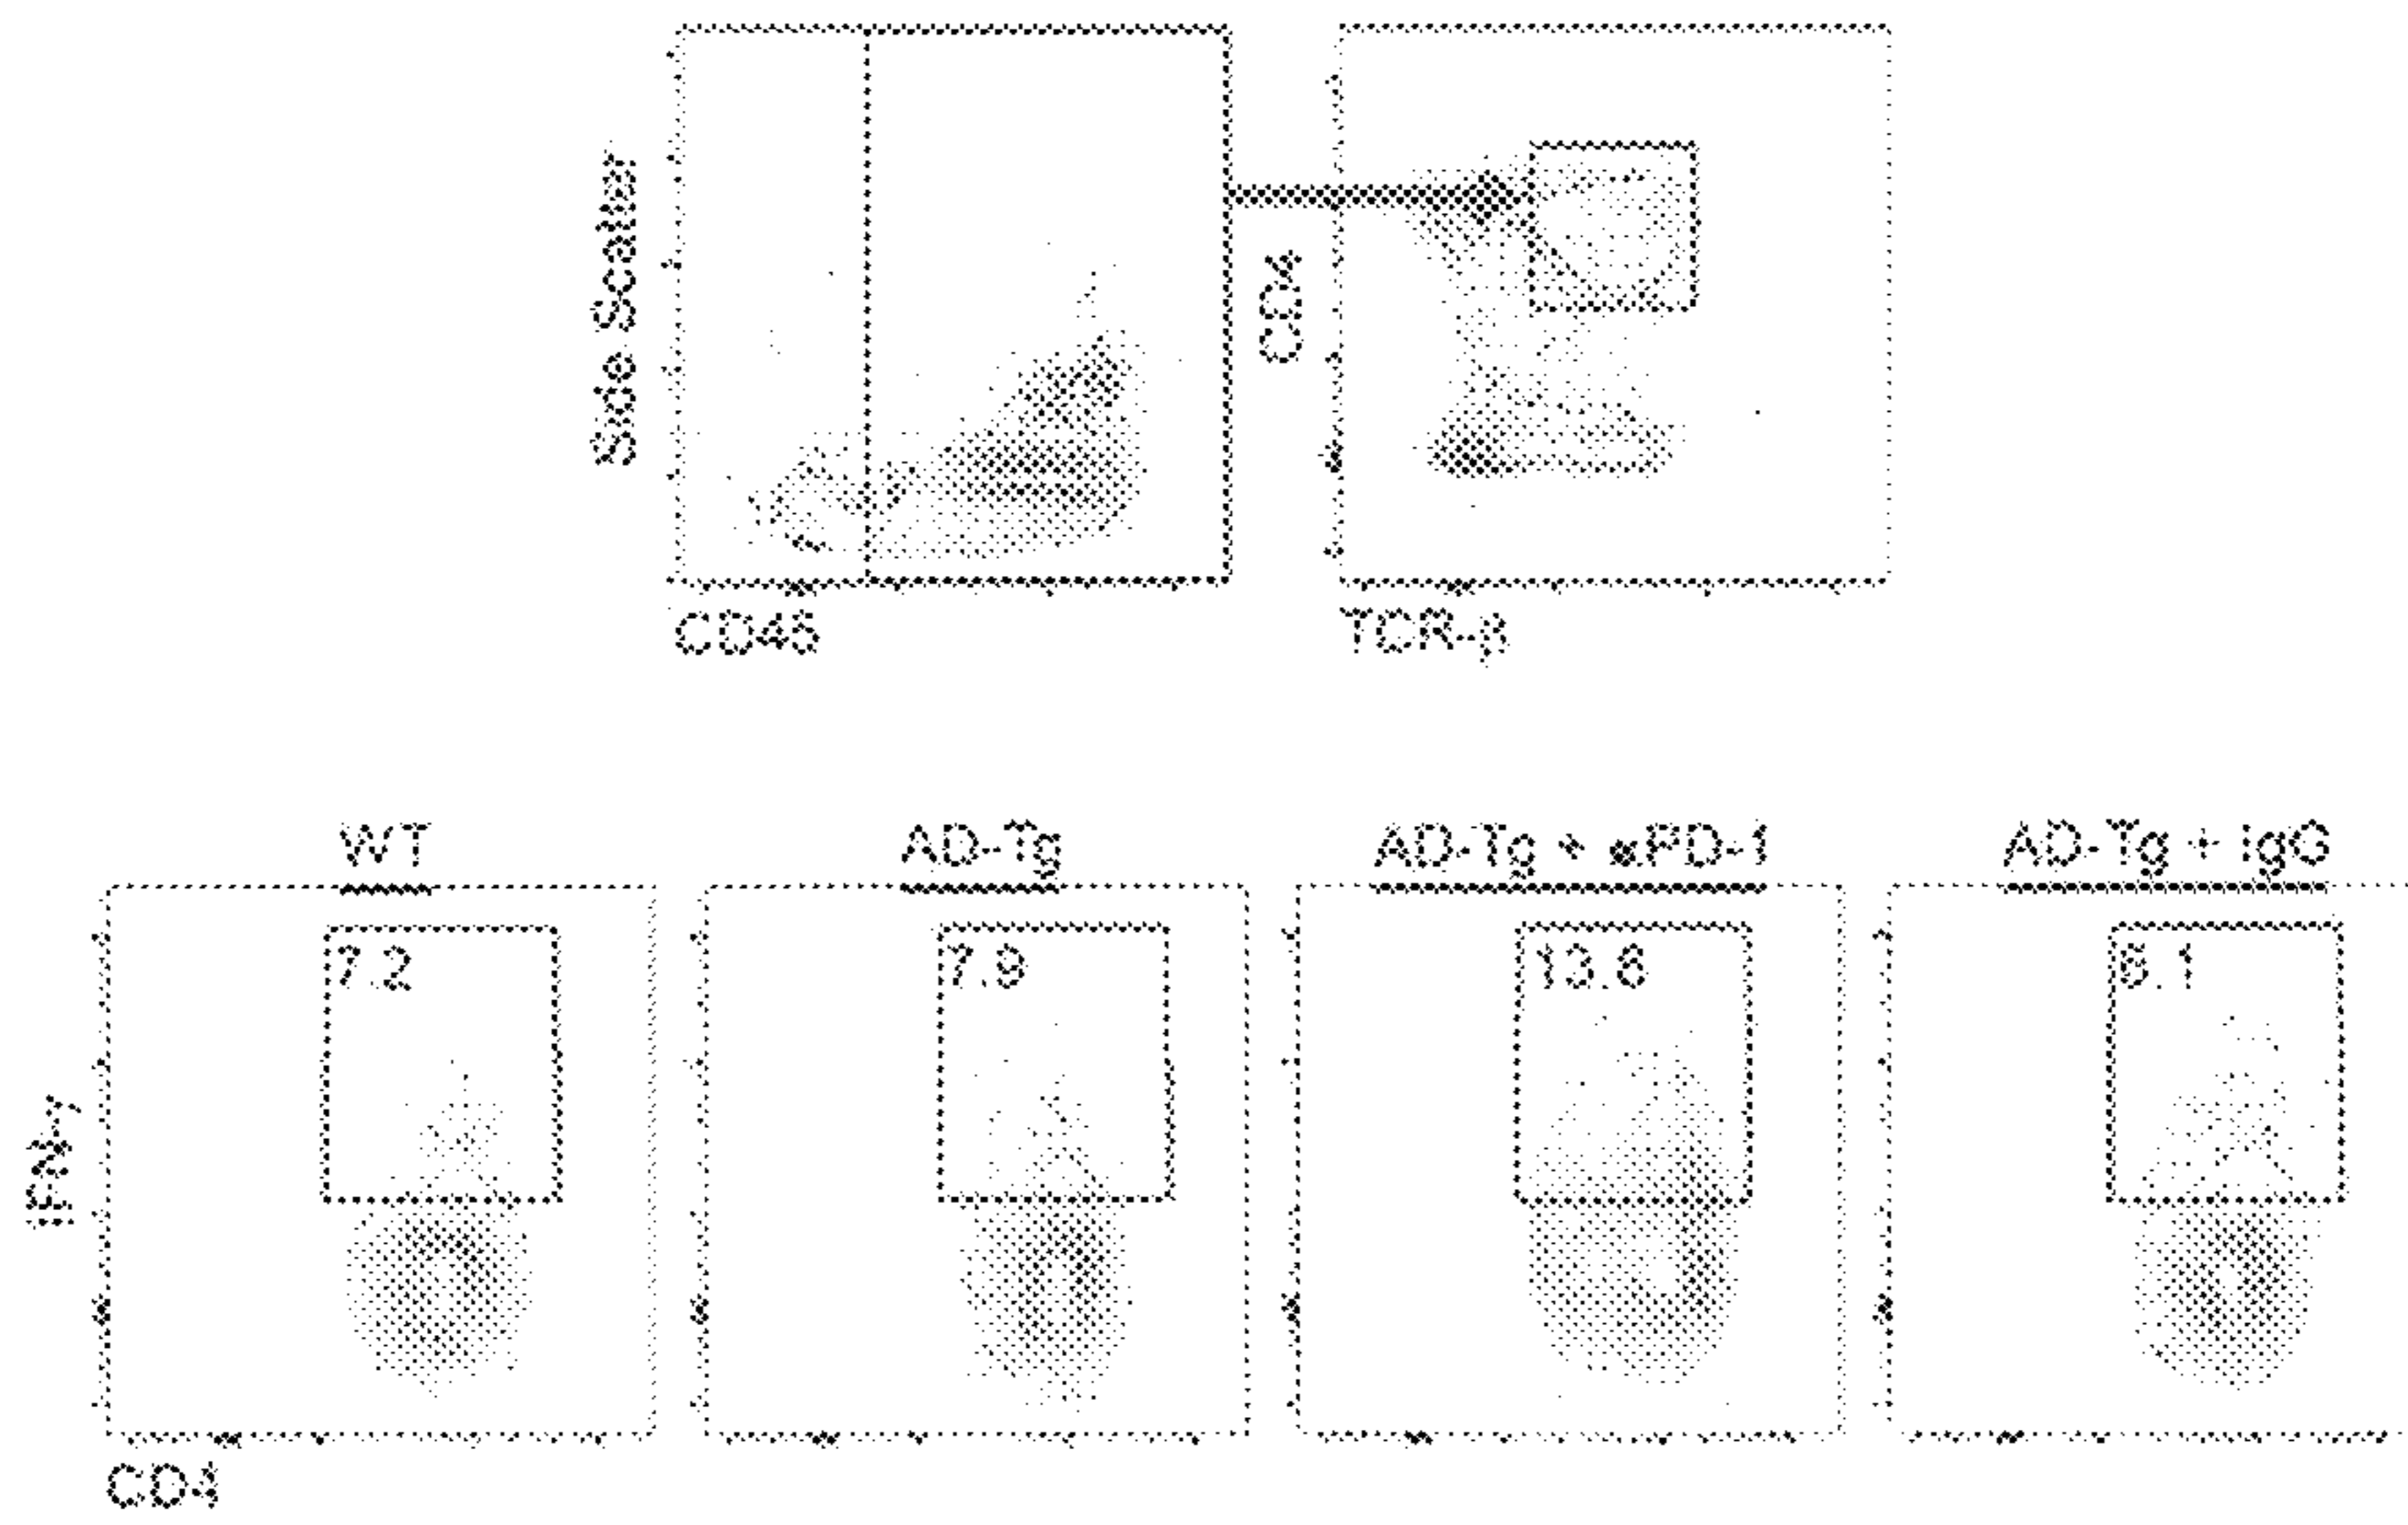 Side Scatter
CD45
CD4
TCR-β
WT
AD-Tg
AD-Tg + αPD-1
AD-Tg + IgG
7.2
7.9
13.6
IFN-γ
CD4